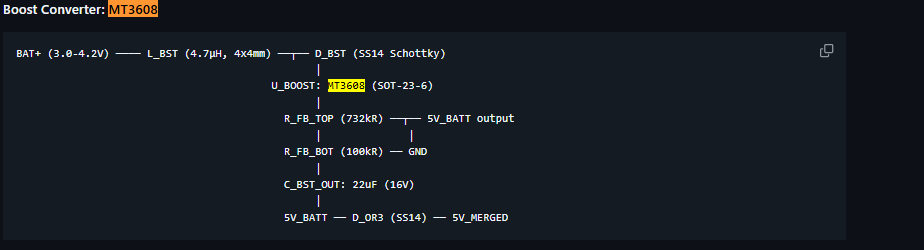 Boost Converter: MT3608
BAT+ (3.0-4.2V) ──── L_BST (4.7µH, 4x4mm) ──┬── D_BST (SS14 Schottky)
│
U_BOOST: MT3608 (SOT-23-6)
│
R_FB_TOP (732kR) ──┬── 5V_BATT output
│ │
R_FB_BOT (100kR) ── GND
│
C_BST_OUT: 22uF (16V)
│
5V_BATT ── D_OR3 (SS14) ── 5V_MERGED